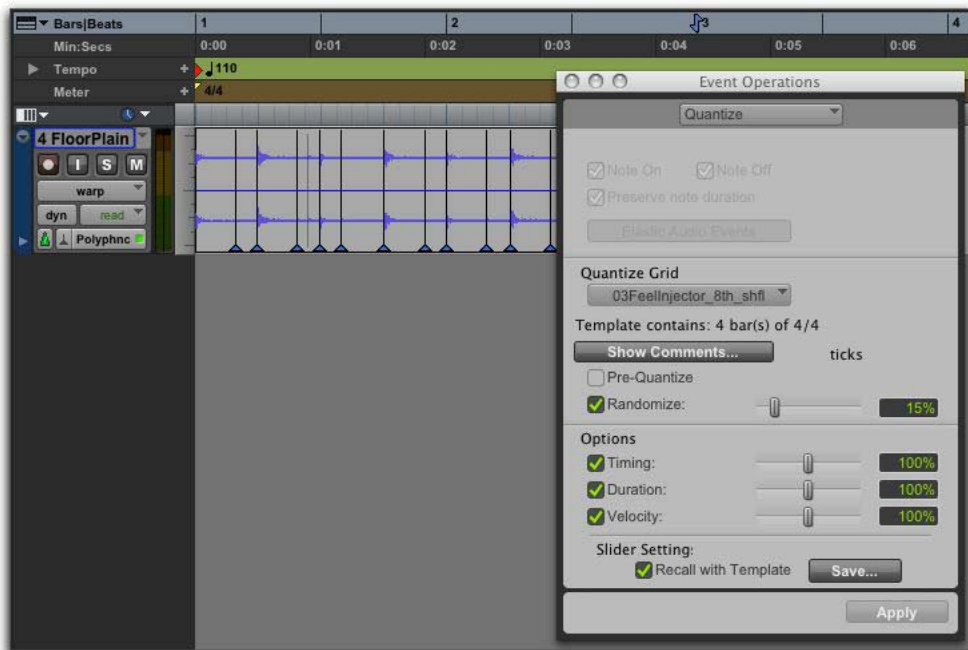 Bars|Beats 1 2 3 4
Min:Secs 0:00 0:01 0:02 0:03 0:04 0:05 0:06
Tempo + 110
Meter + 4/4
4 FloorPlain
I S M
warp
dyn read
Polyphnc
Event Operations
Quantize
Note On Note Off
Preserve note duration
Elastic Audio Events
Quantize Grid
03FeelInjector_8th_shfl
Template contains: 4 bar(s) of 4/4
Show Comments... ticks
Pre-Quantize
Randomize: 15%
Options
Timing: 100%
Duration: 100%
Velocity: 100%
Slider Setting:
Recall with Template Save...
Apply